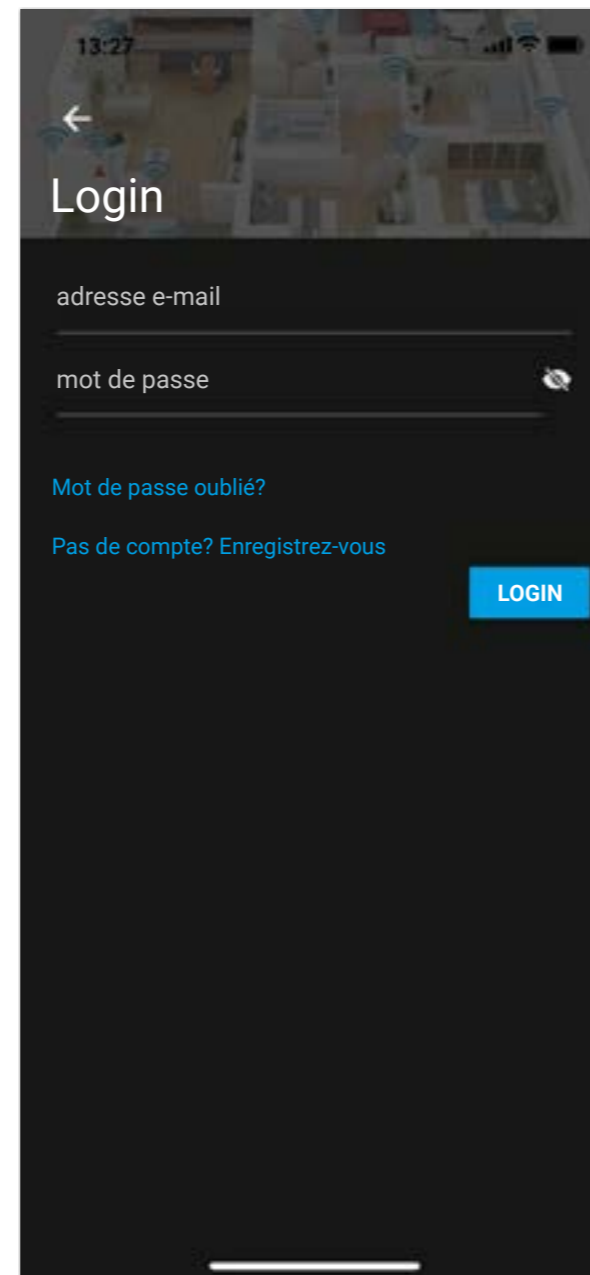 13:27
Login
adresse e-mail
mot de passe
Mot de passe oublié?
Pas de compte? Enregistrez-vous
LOGIN